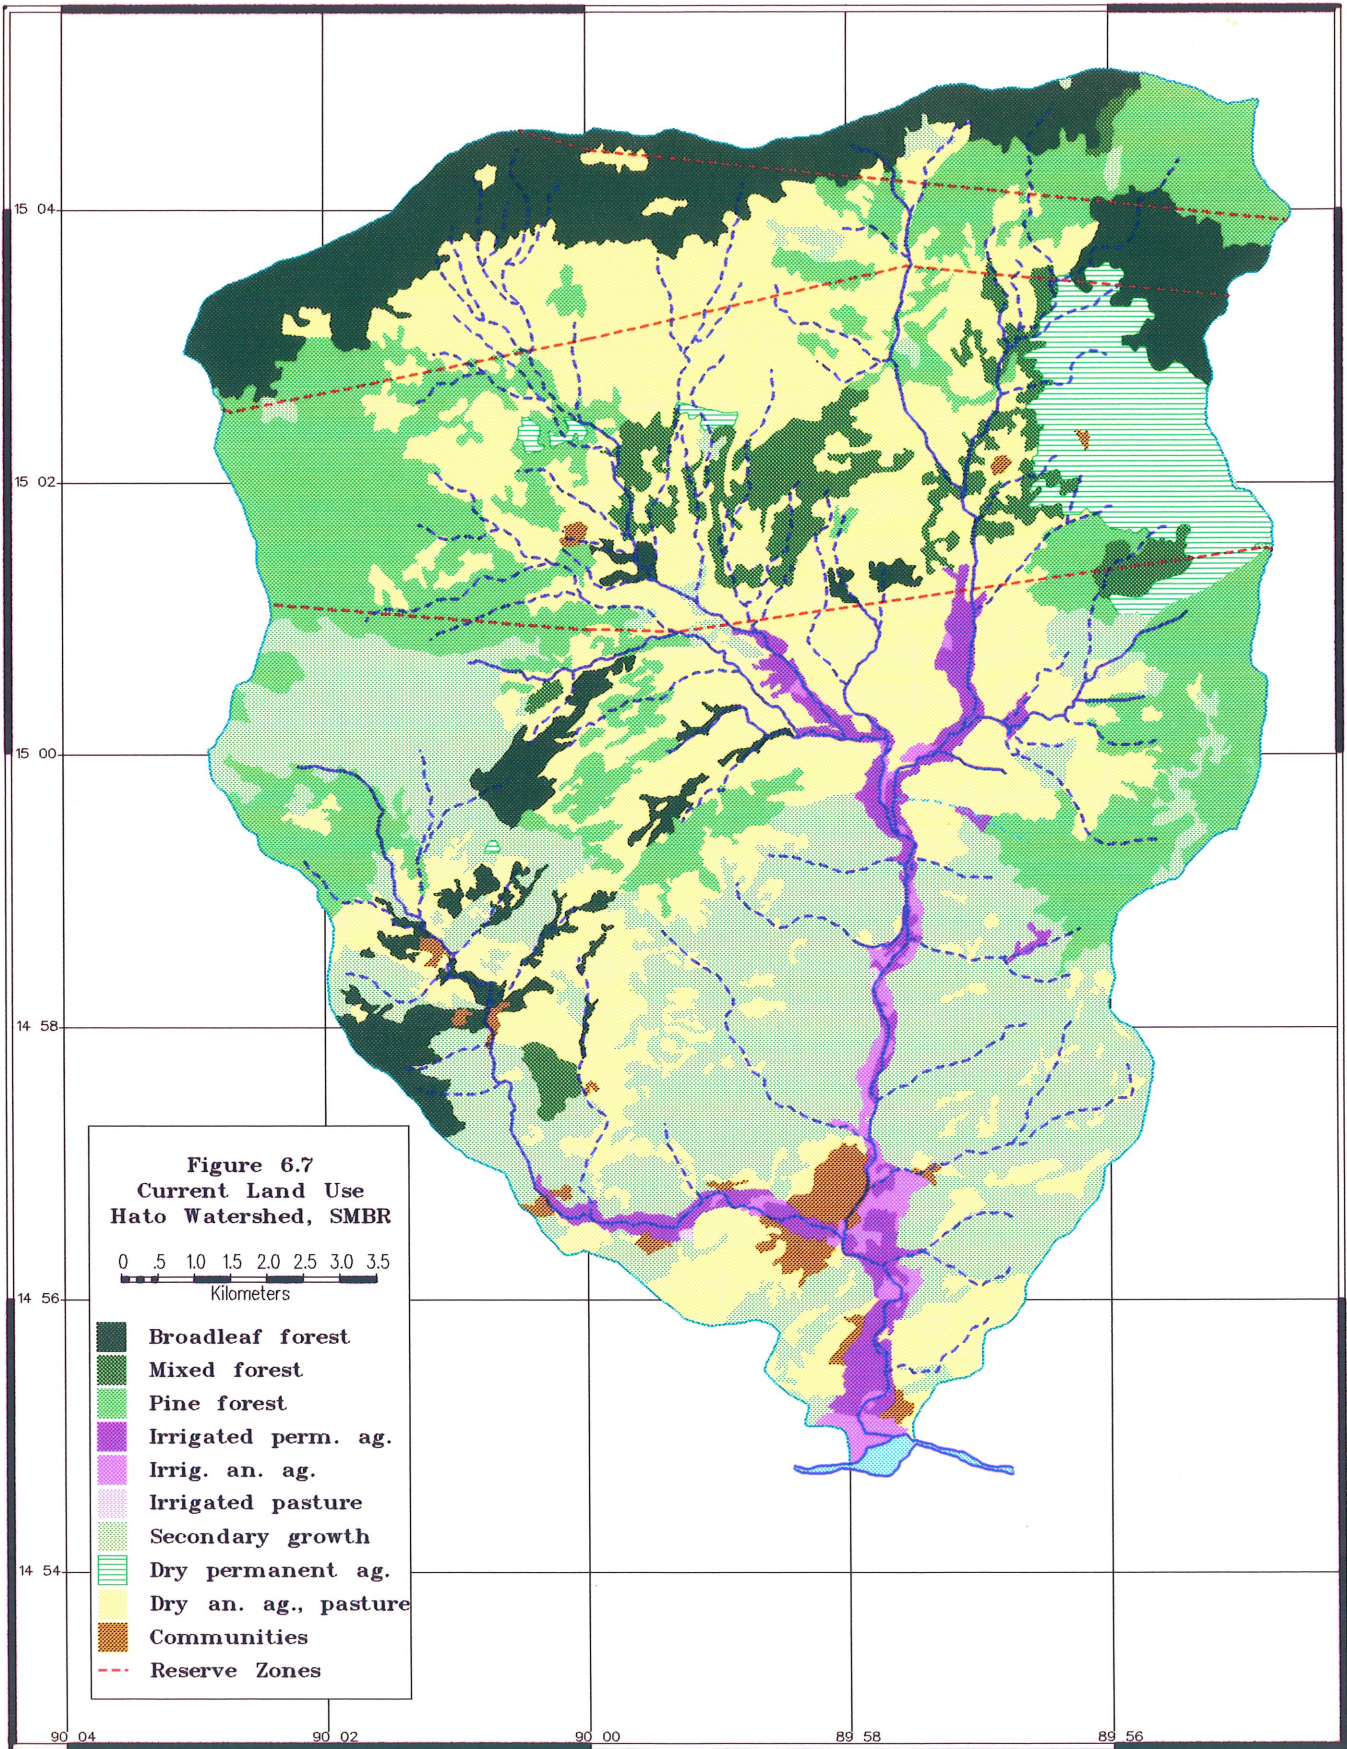 15 04
15 02
15 00
14 58
Figure 6.7
Current Land Use
Hato Watershed, SMBR
0 .5 1.0 1.5 2.0 2.5 3.0 3.5
Kilometers
14 56
Broadleaf forest
Mixed forest
Pine forest
Irrigated perm. ag.
Irrig. an. ag.
Irrigated pasture
Secondary growth
14 54
Dry permanent ag.
Dry an. ag., pasture
Communities
Reserve Zones
90 04 90 02 90 00 89 58 89 56